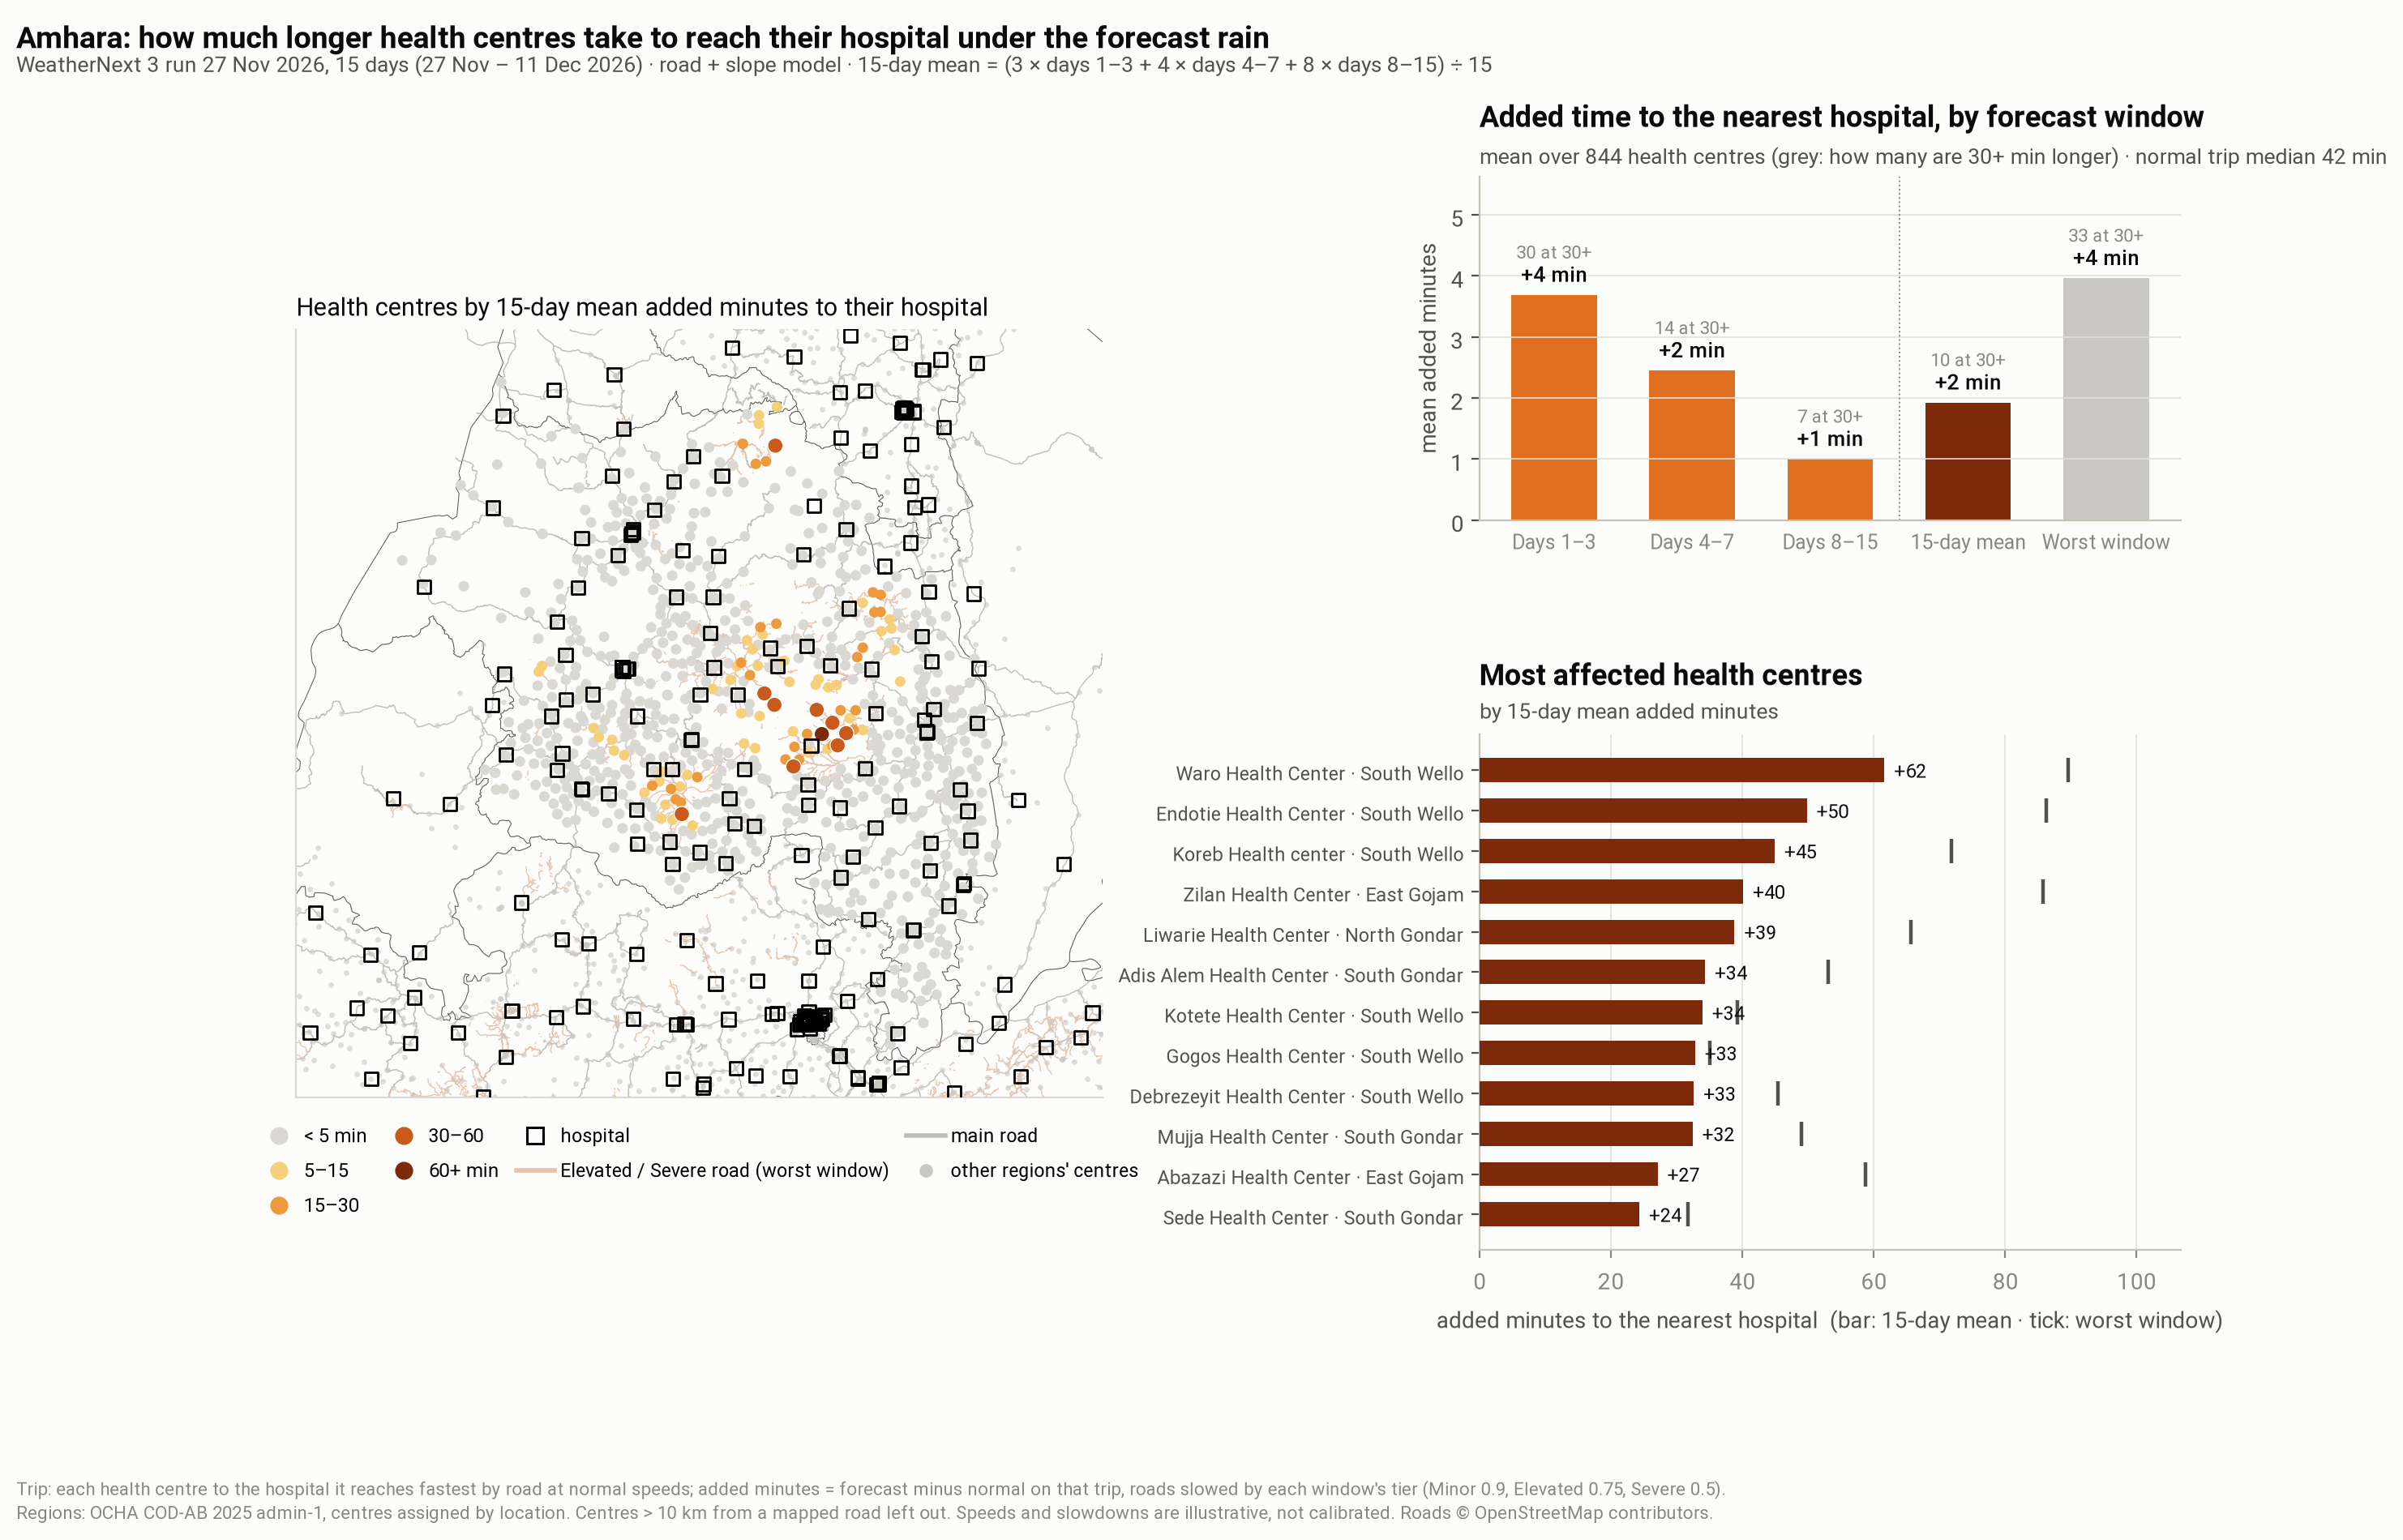 Amhara: how much longer health centres take to reach their hospital under the forecast rain
WeatherNext 3 run 27 Nov 2026, 15 days (27 Nov – 11 Dec 2026) · road + slope model · 15-day mean = (3 × days 1–3 + 4 × days 4–7 + 8 × days 8–15) ÷ 15
Health centres by 15-day mean added minutes to their hospital
< 5 min
5–15
15–30
30–60
60+ min
hospital
Elevated / Severe road (worst window)
main road
other regions' centres
Added time to the nearest hospital, by forecast window
mean over 844 health centres (grey: how many are 30+ min longer) · normal trip median 42 min
mean added minutes
5
4
3
2
1
0
30 at 30+
+4 min
14 at 30+
+2 min
7 at 30+
+1 min
10 at 30+
+2 min
33 at 30+
+4 min
Days 1–3
Days 4–7
Days 8–15
15-day mean
Worst window
Most affected health centres
by 15-day mean added minutes
Waro Health Center · South Wello +62
Endotie Health Center · South Wello +50
Koreb Health center · South Wello +45
Zilan Health Center · East Gojam +40
Liwarie Health Center · North Gondar +39
Adis Alem Health Center · South Gondar +34
Kotete Health Center · South Wello +34
Gogos Health Center · South Wello +33
Debrezeyit Health Center · South Wello +33
Mujja Health Center · South Gondar +32
Abazazi Health Center · East Gojam +27
Sede Health Center · South Gondar +24
0 20 40 60 80 100
added minutes to the nearest hospital (bar: 15-day mean · tick: worst window)
Trip: each health centre to the hospital it reaches fastest by road at normal speeds; added minutes = forecast minus normal on that trip, roads slowed by each window's tier (Minor 0.9, Elevated 0.75, Severe 0.5).
Regions: OCHA COD-AB 2025 admin-1, centres assigned by location. Centres > 10 km from a mapped road left out. Speeds and slowdowns are illustrative, not calibrated. Roads © OpenStreetMap contributors.